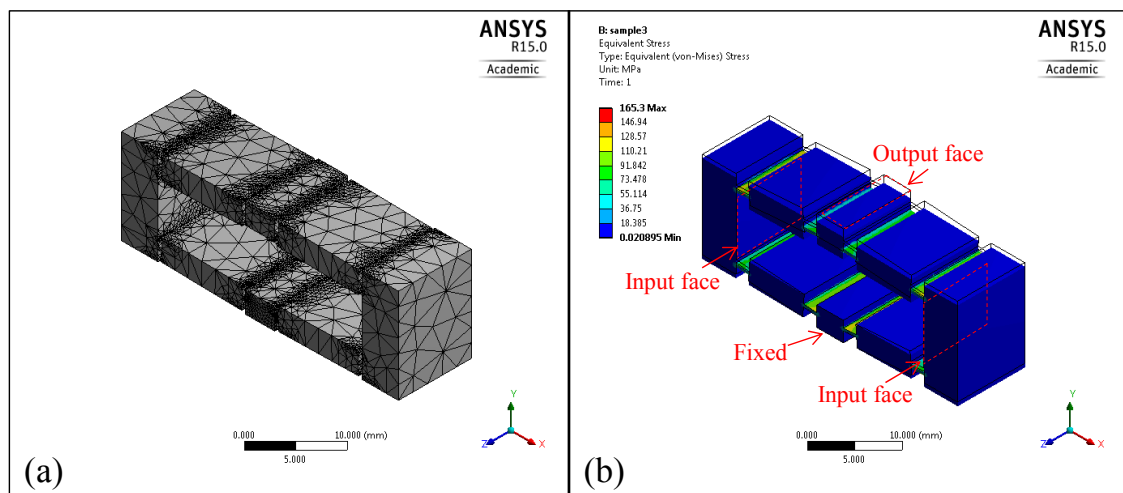 ANSYS
R15.0
Academic
0.000 10.000 (mm)
5.000
Y
Z X
(a)
B: sample3
Equivalent Stress
Type: Equivalent (von-Mises) Stress
Unit: MPa
Time: 1
ANSYS
R15.0
Academic
165.3 Max
146.94
128.57
110.21
91.842
73.478
55.114
36.75
18.385
0.020895 Min
Output face
Input face
Fixed
Input face
0.000 10.000 (mm)
5.000
Y
Z X
(b)